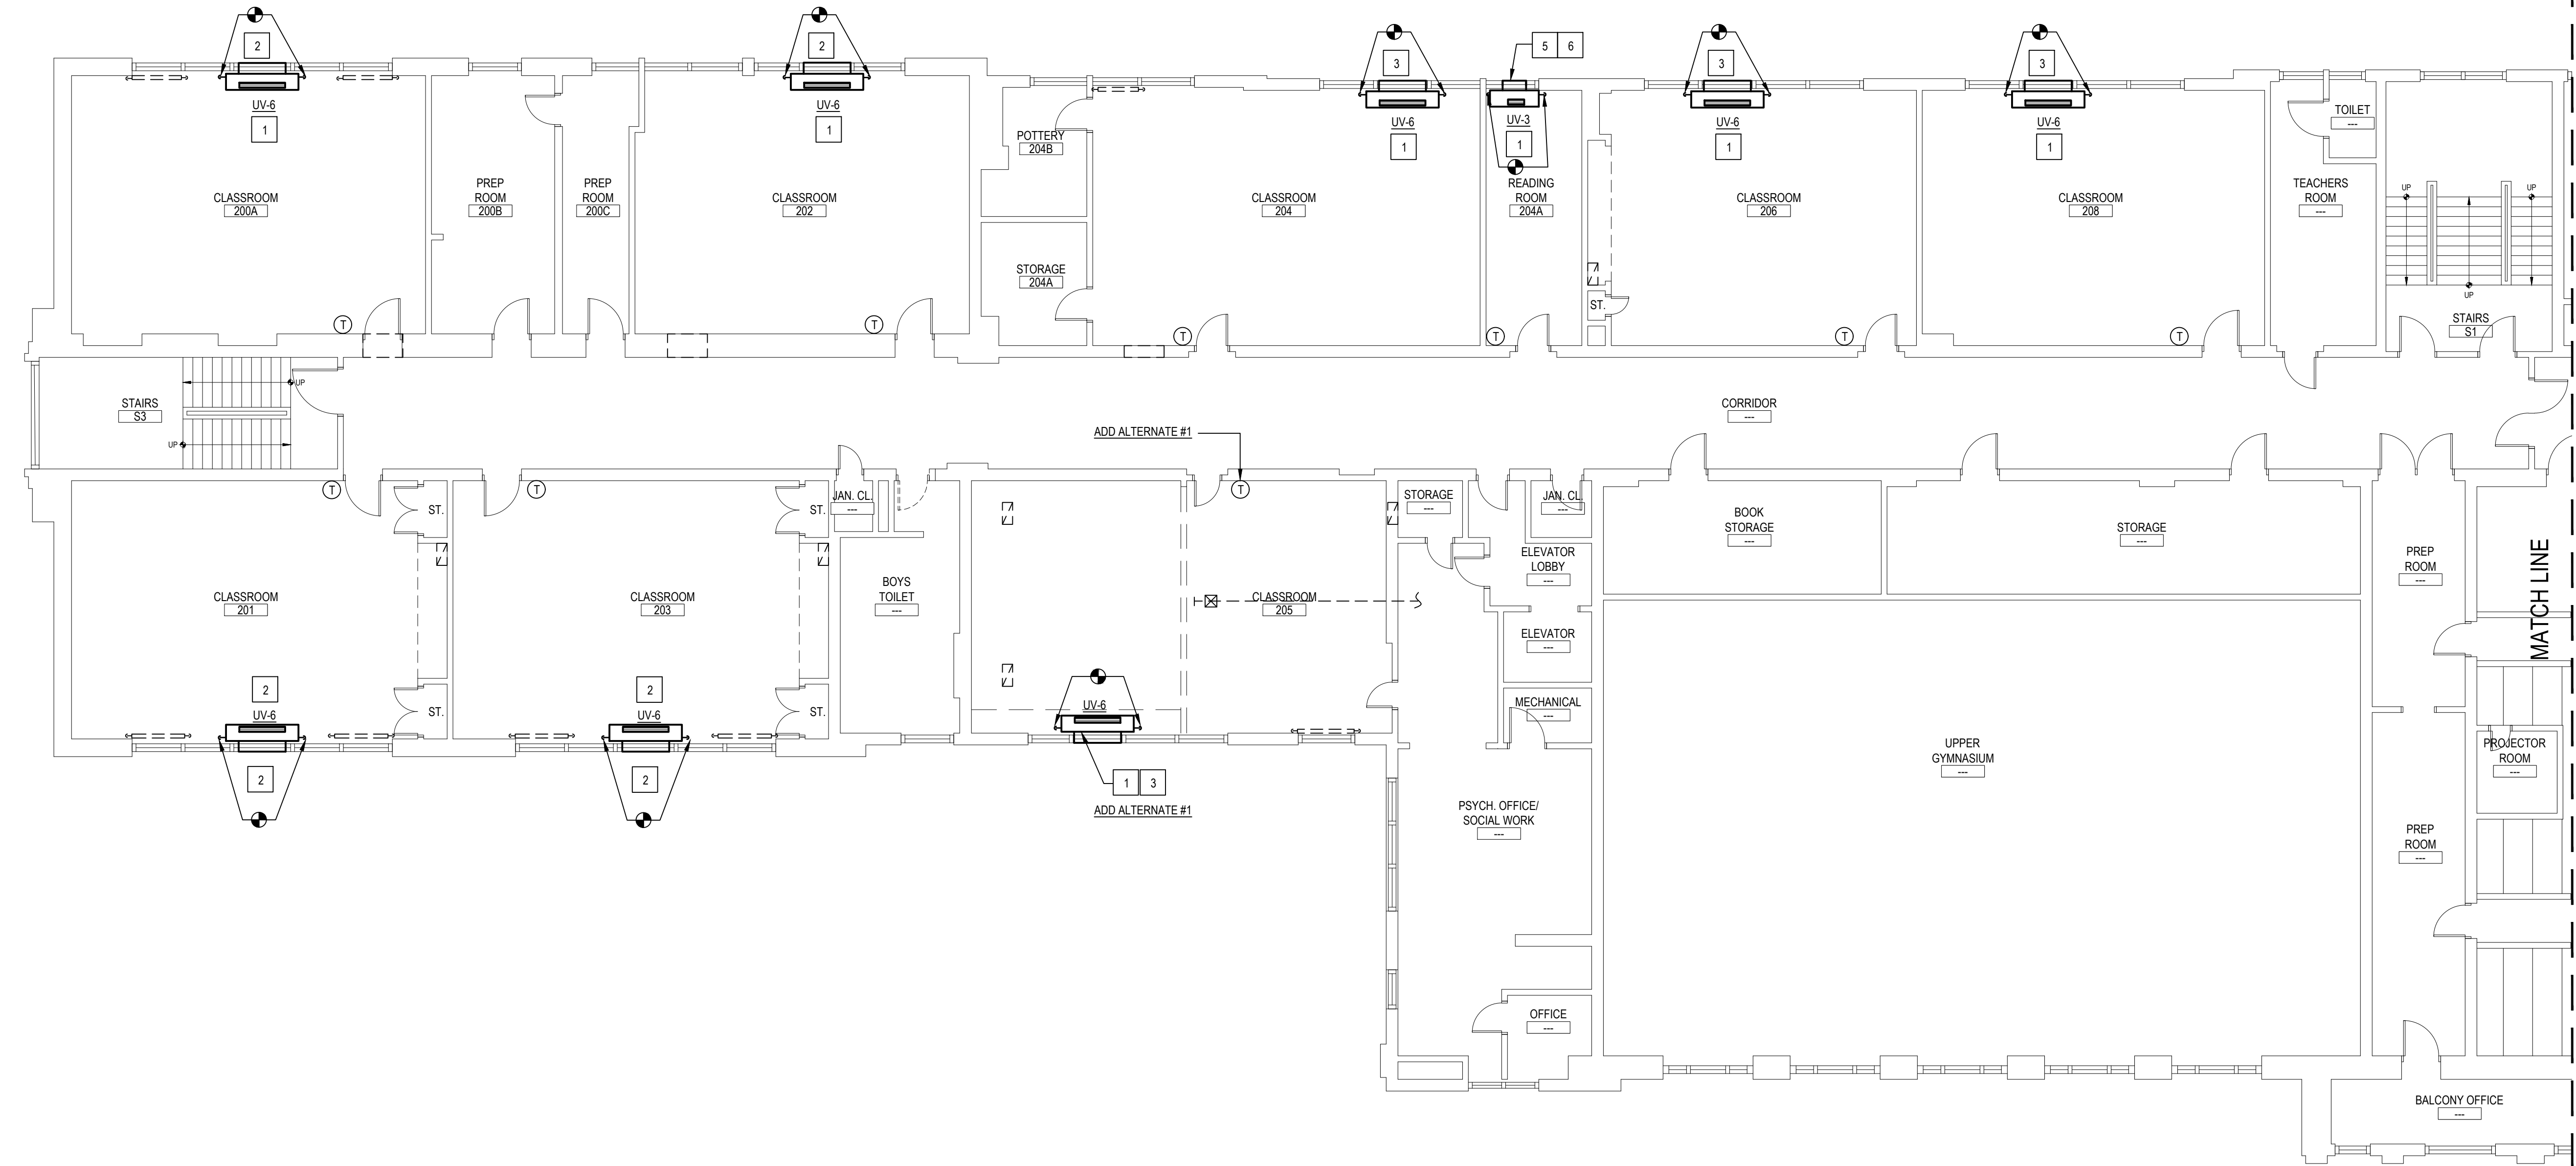 2
2
3
5 6
3
3
UV-6
1
UV-6
1
UV-6
1
UV-3
1
UV-6
1
UV-6
1
TOILET
---
POTTERY
204B
CLASSROOM
200A
PREP
ROOM
200B
PREP
ROOM
200C
CLASSROOM
202
CLASSROOM
204
READING
ROOM
204A
CLASSROOM
206
CLASSROOM
208
TEACHERS
ROOM
---
UP
UP
UP
STORAGE
204A
ST.
STAIRS
S1
T
T
T
T
T
T
STAIRS
S3
UP
UP
CORRIDOR
---
ADD ALTERNATE #1
T
T
T
ST.
ST.
JAN. CL.
---
STORAGE
---
JAN. CL.
---
BOOK
STORAGE
---
STORAGE
---
PREP
ROOM
---
MATCH LINE
CLASSROOM
201
CLASSROOM
203
BOYS
TOILET
---
CLASSROOM
205
ELEVATOR
LOBBY
---
ELEVATOR
---
MECHANICAL
---
2
UV-6
ST.
2
UV-6
ST.
UV-6
2
2
1 3
ADD ALTERNATE #1
UPPER
GYMNASIUM
---
PROJECTOR
ROOM
---
PSYCH. OFFICE/
SOCIAL WORK
---
PREP
ROOM
---
OFFICE
---
BALCONY OFFICE
---